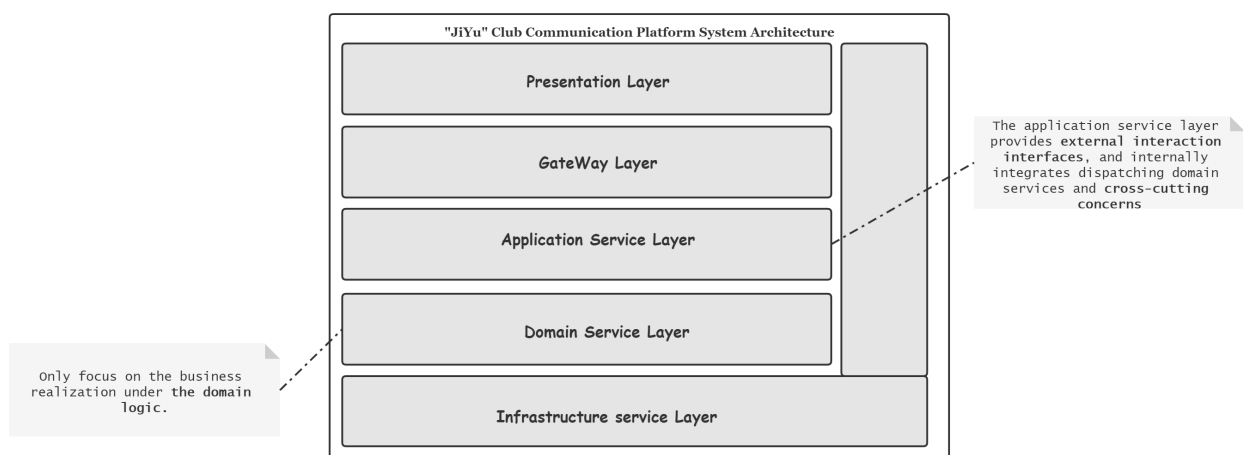 "JiYu" Club Communication Platform System Architecture
Presentation Layer
GateWay Layer
Application Service Layer
Domain Service Layer
Infrastructure service Layer
The application service layer
provides external interaction
interfaces, and internally
integrates dispatching domain
services and cross-cutting
concerns
Only focus on the business
realization under the domain
logic.